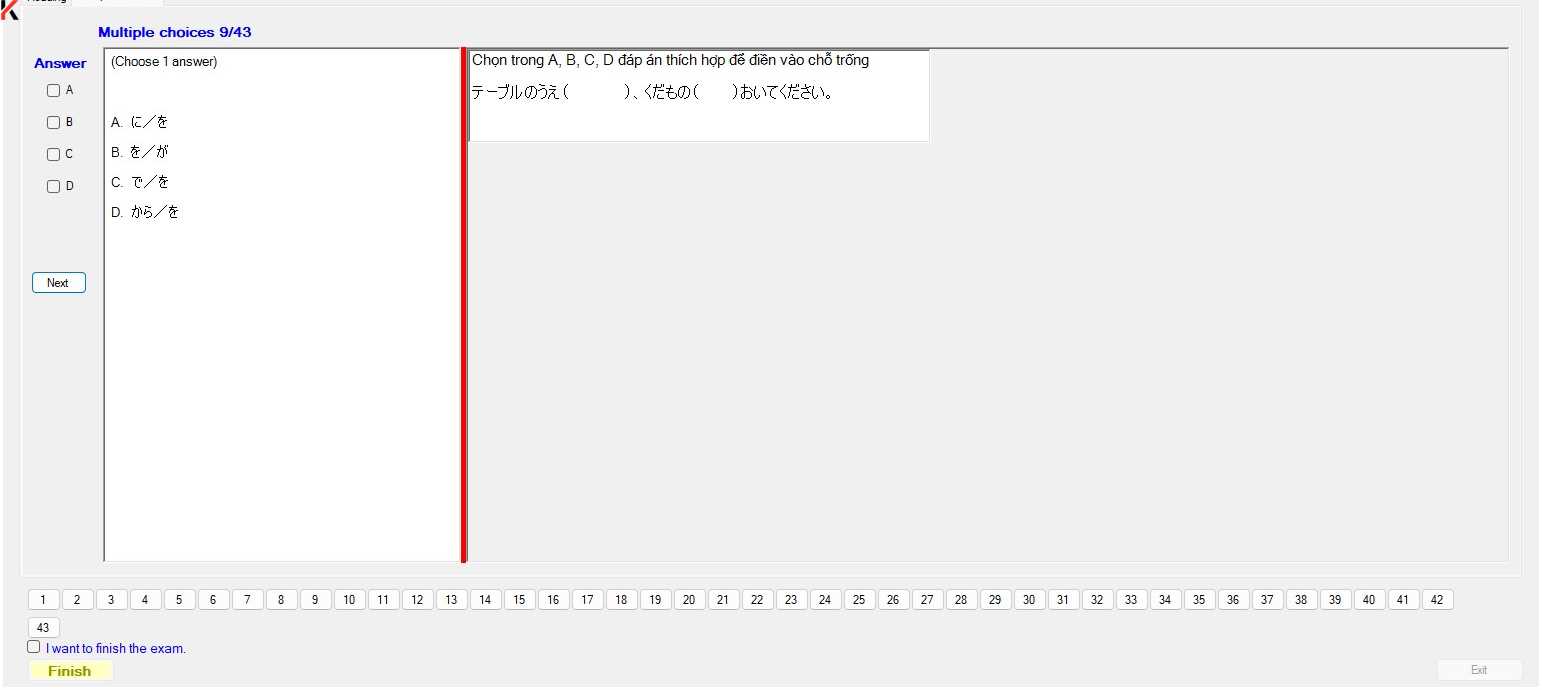 Multiple choices 9/43
Answer
A
B
C
D
Next
(Choose 1 answer)
A. に／を
B. を／が
C. で／を
D. から／を
Chọn trong A, B, C, D đáp án thích hợp để điền vào chỗ trống
テーブルのうえ（　　　）、くだもの（　　）おいてください。
1 2 3 4 5 6 7 8 9 10 11 12 13 14 15 16 17 18 19 20 21 22 23 24 25 26 27 28 29 30 31 32 33 34 35 36 37 38 39 40 41 42
43
I want to finish the exam.
Finish
Exit